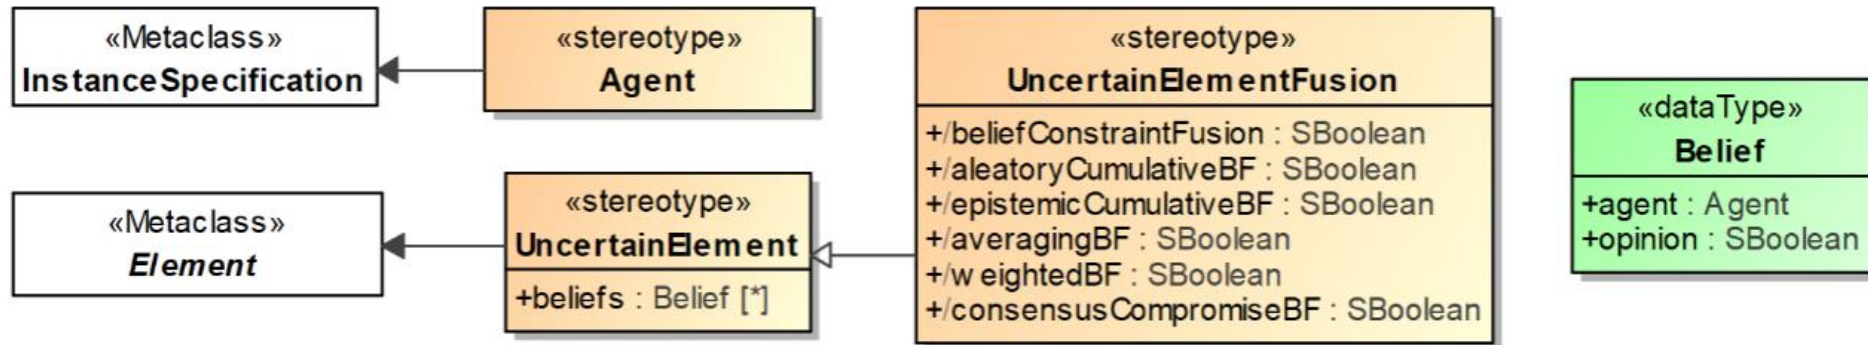 «Metaclass»
InstanceSpecification
«stereotype»
Agent
«Metaclass»
Element
«stereotype»
UncertainElement
+beliefs : Belief [*]
«stereotype»
UncertainElementFusion
+/beliefConstraintFusion : SBoolean
+/aleatoryCumulativeBF : SBoolean
+/epistemicCumulativeBF : SBoolean
+/averagingBF : SBoolean
+/weightedBF : SBoolean
+/consensusCompromiseBF : SBoolean
«dataType»
Belief
+agent : Agent
+opinion : SBoolean